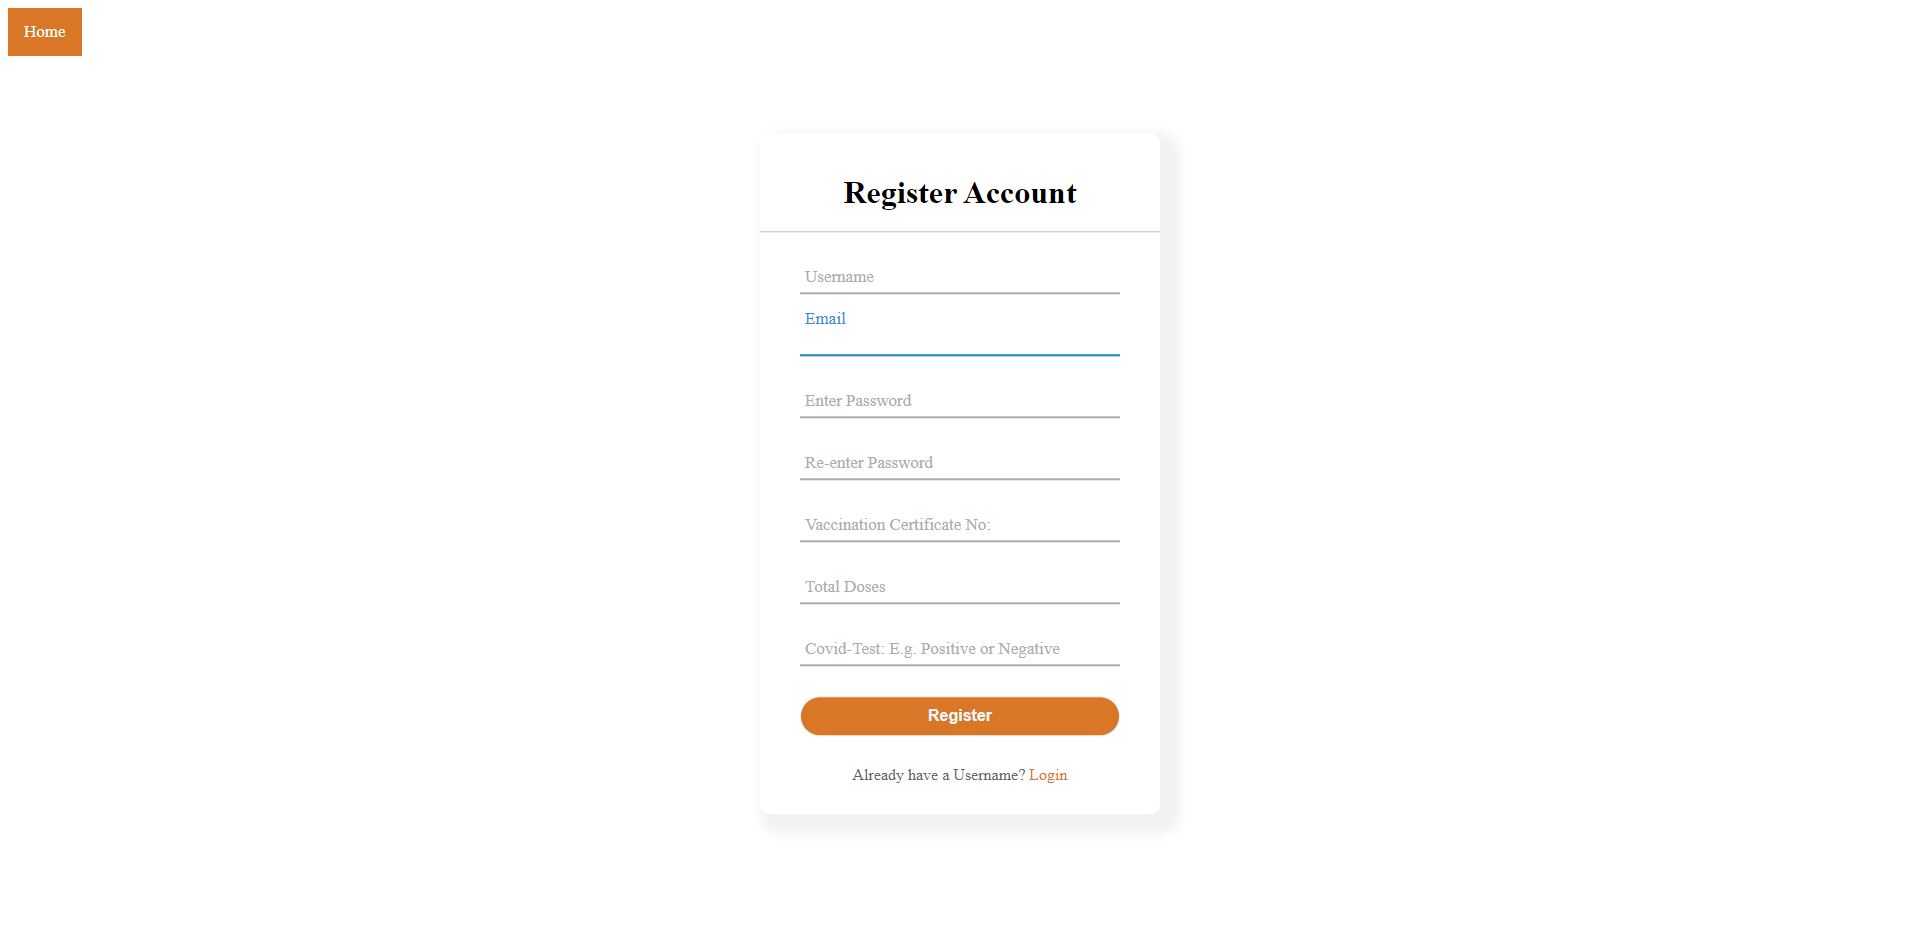 Home
Register Account
Username
Email
Enter Password
Re-enter Password
Vaccination Certificate No:
Total Doses
Covid-Test: E.g. Positive or Negative
Register
Already have a Username? Login